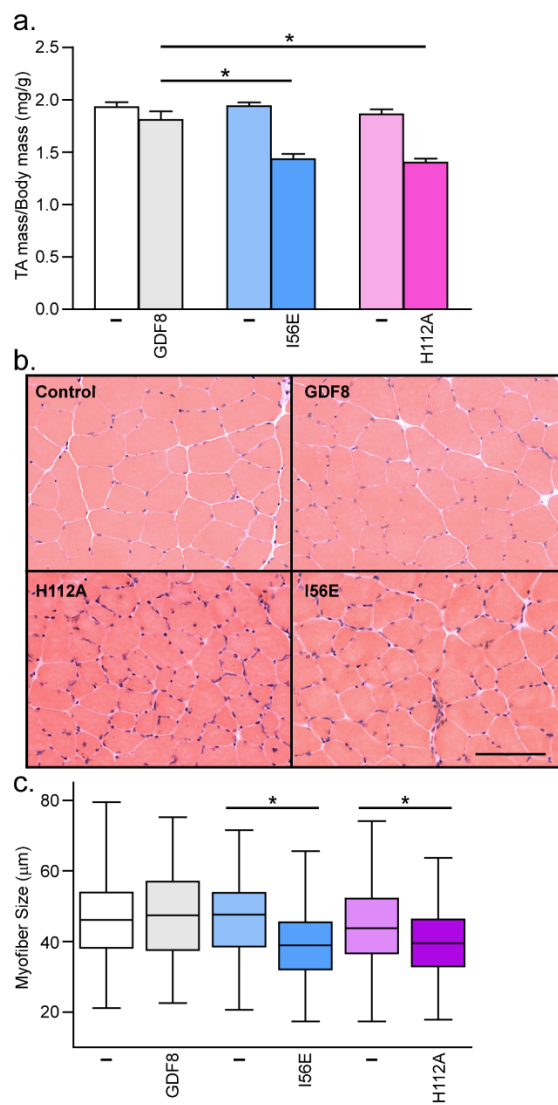 a.
*
*
2.5
2.0
1.5
1.0
0.5
0.0
TA mass/Body mass (mg/g)
–
GDF8
–
I56E
–
H112A
b.
Control
GDF8
H112A
I56E
c.
*
*
80
60
40
20
Myofiber Size (μm)
–
GDF8
–
I56E
–
H112A